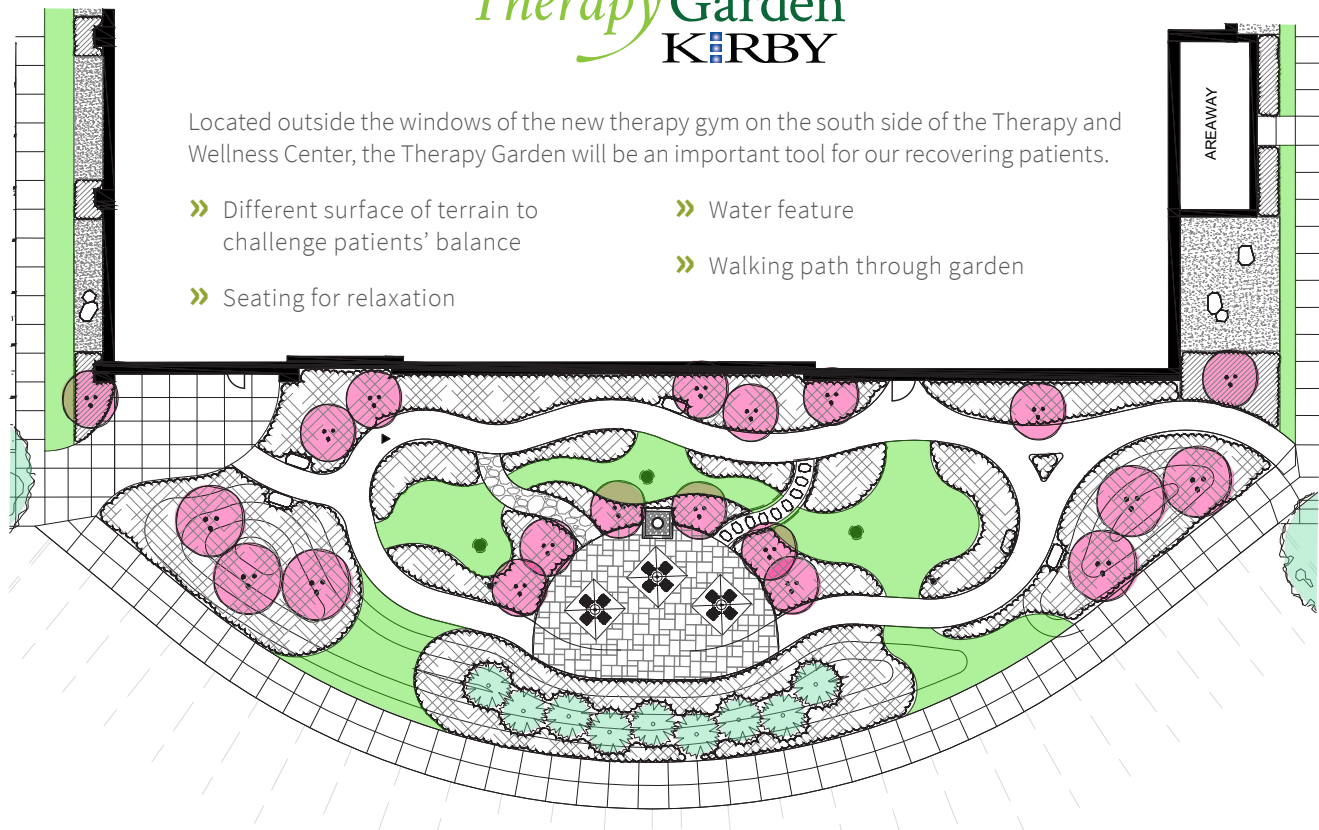 Therapy Garden
KIRBY
Located outside the windows of the new therapy gym on the south side of the Therapy and
Wellness Center, the Therapy Garden will be an important tool for our recovering patients.
» Different surface of terrain to
challenge patients’ balance
» Seating for relaxation
» Water feature
» Walking path through garden
AREAWAY